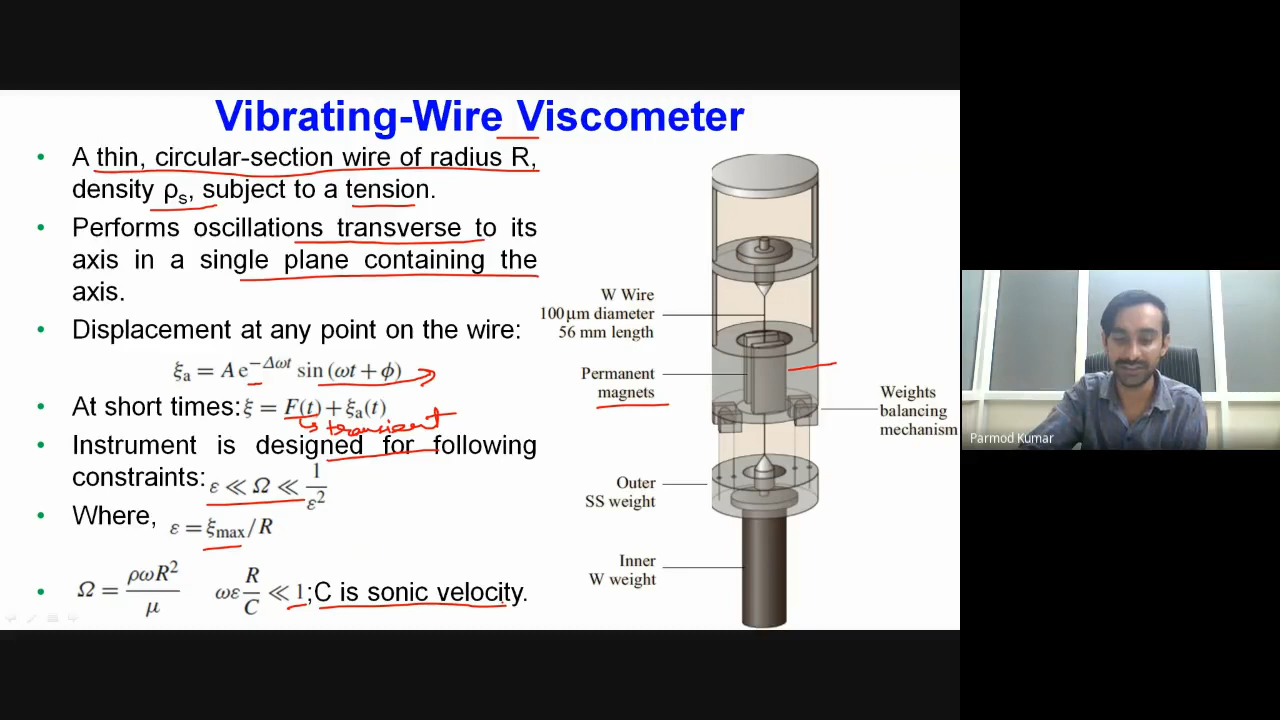 Vibrating-Wire Viscometer
• A thin, circular-section wire of radius R,
density ρₛ, subject to a tension.
• Performs oscillations transverse to its
axis in a single plane containing the
axis.
• Displacement at any point on the wire:
ξₐ = A e^{−Δωt} sin (ωt + ϕ)
• At short times: ξ = F(t) + ξₐ(t)
transient
• Instrument is designed for following
constraints: ε ≪ Ω ≪ 1/ε²
• Where, ε = ξmax/R
• Ω = ρωR²/μ ωε R/C ≪ 1;C is sonic velocity.
W Wire
100 μm diameter
56 mm length
Permanent
magnets
Weights
balancing
mechanism
Outer
SS weight
Inner
W weight
Parmod Kumar